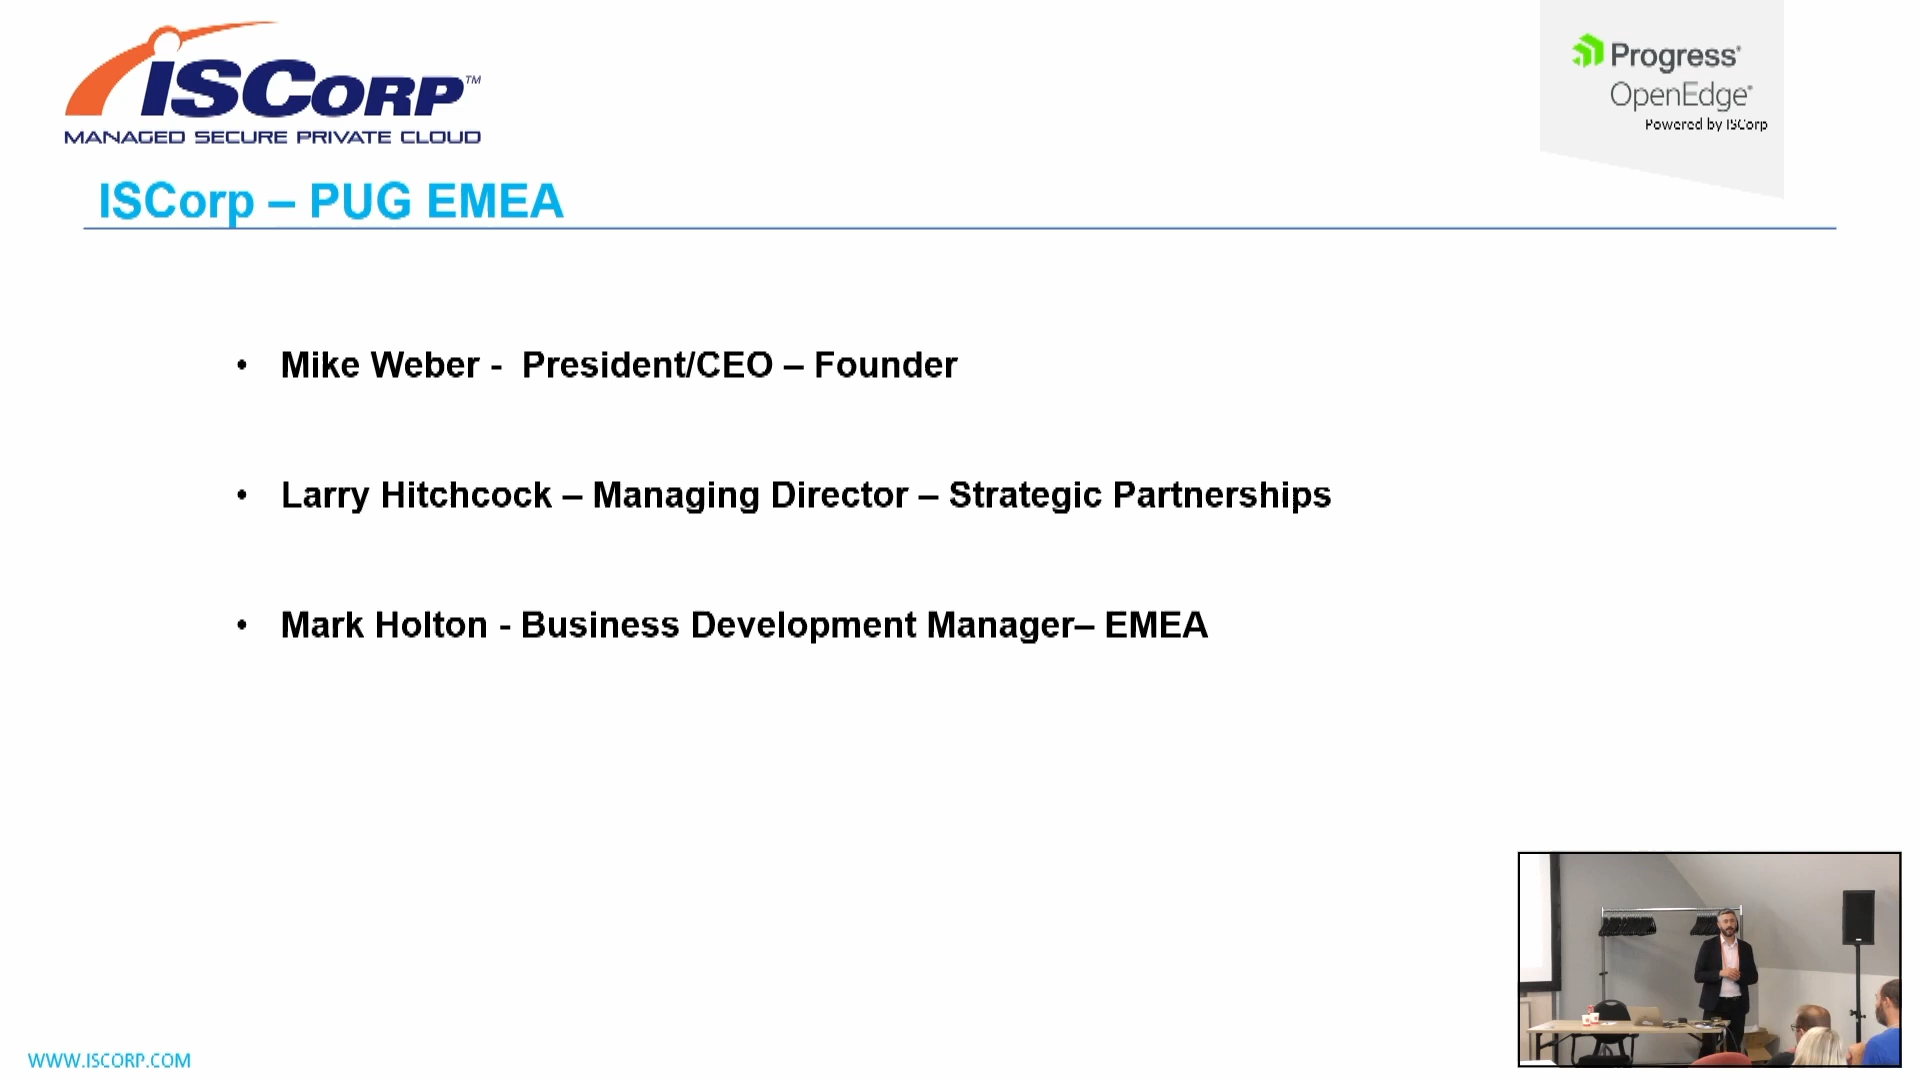 ISCORP™
MANAGED SECURE PRIVATE CLOUD
Progress®
OpenEdge®
Powered by ISCorp
ISCorp – PUG EMEA
• Mike Weber - President/CEO – Founder
• Larry Hitchcock – Managing Director – Strategic Partnerships
• Mark Holton - Business Development Manager– EMEA
WWW.ISCORP.COM